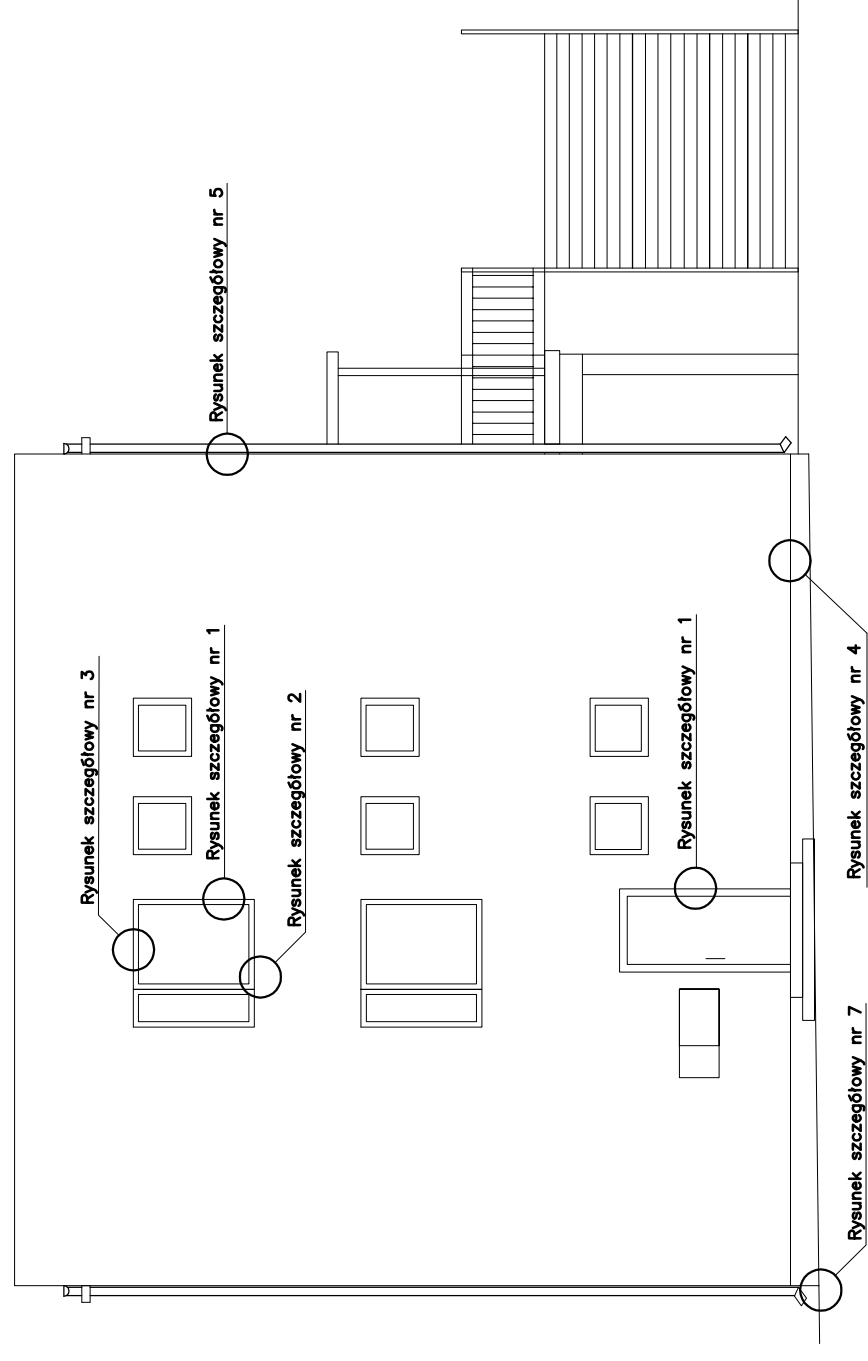 Rysunek szczegółowy nr 3
Rysunek szczegółowy nr 1
Rysunek szczegółowy nr 5
Rysunek szczegółowy nr 2
Rysunek szczegółowy nr 1
Rysunek szczegółowy nr 7
Rysunek szczegółowy nr 4